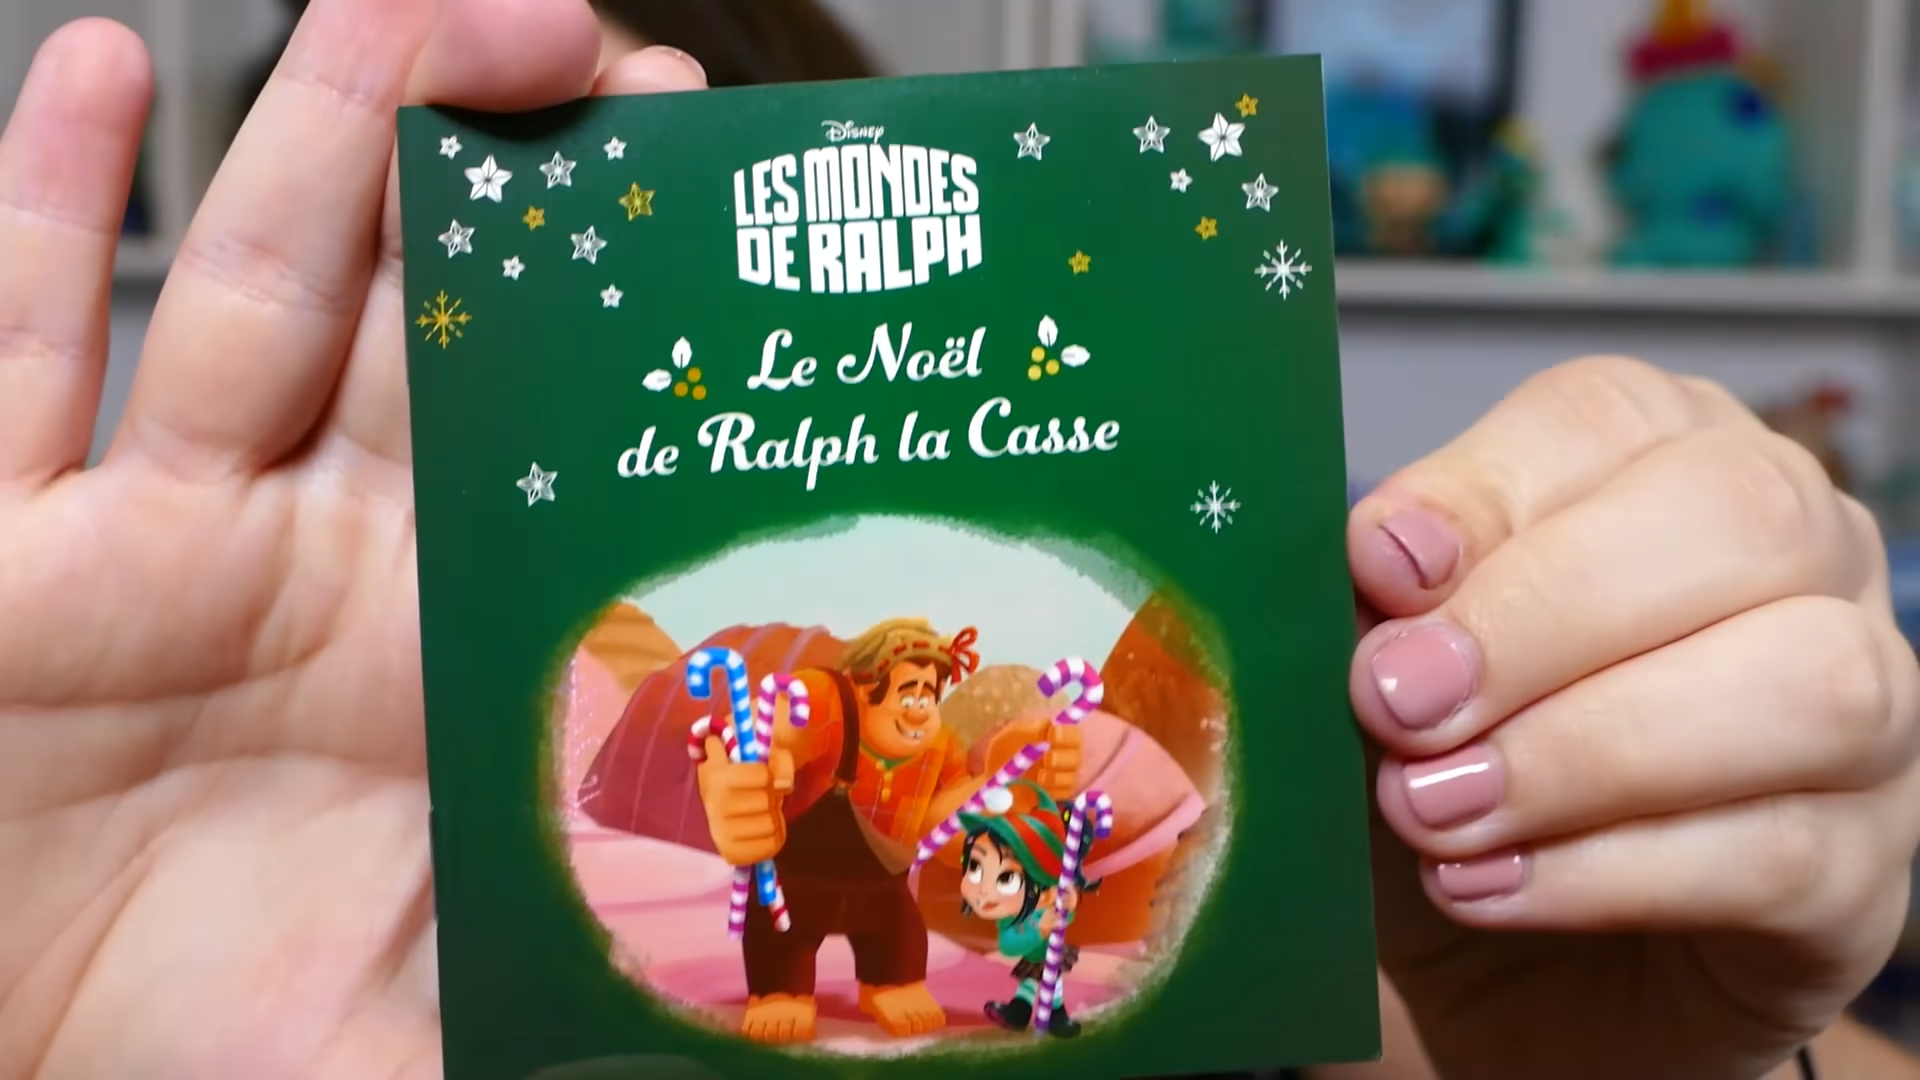 Disney
LES MONDES
DE RALPH
Le Noël
de Ralph la Casse